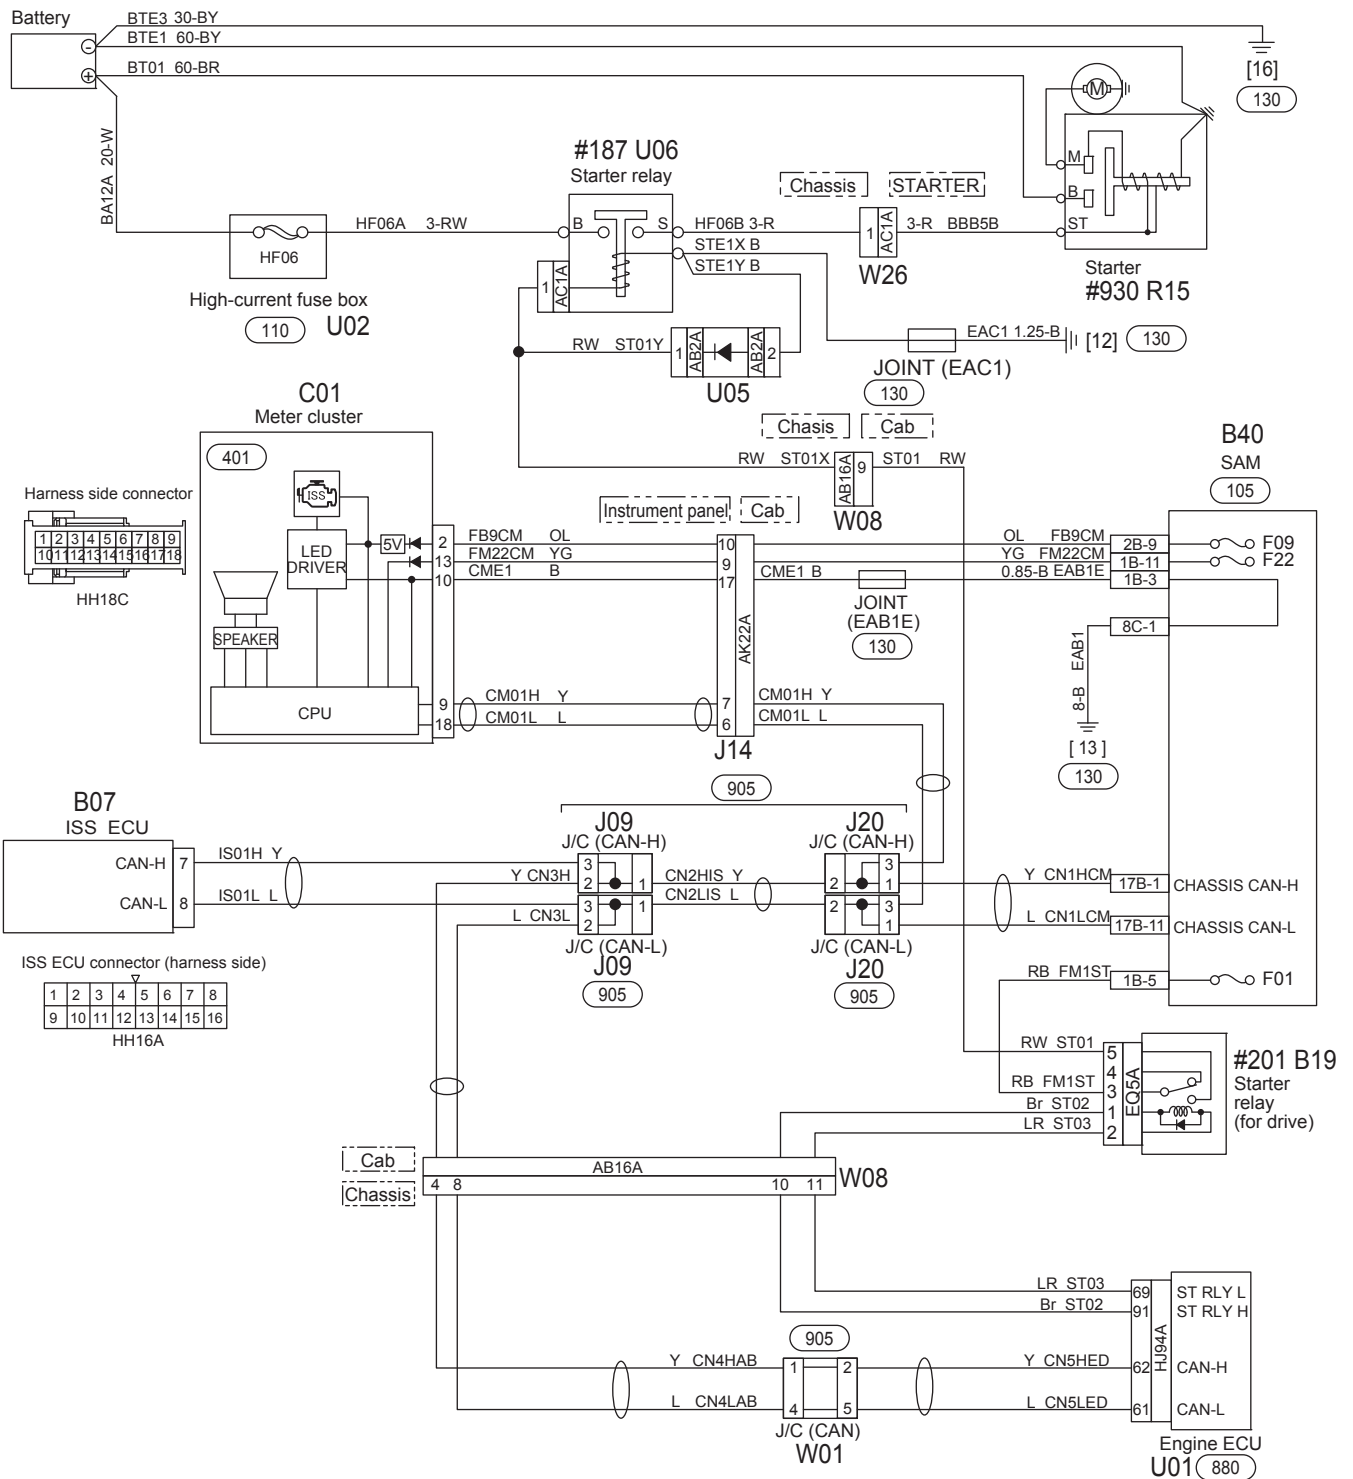 Battery
BTE3 30-BY
BTE1 60-BY
BT01 60-BR
[16]
130
BA12A 20-W
#187 U06
Starter relay
Chassis
STARTER
M
M
B
ST
HF06A 3-RW
B
S
HF06B 3-R
1
AC1A
3-R BBB5B
W26
STE1X B
STE1Y B
HF06
High-current fuse box
110
U02
1
AC1A
Starter
#930 R15
RW ST01Y
1
AB2A
AB2A
2
U05
EAC1 1.25-B
[12]
130
JOINT (EAC1)
130
C01
Meter cluster
401
Chasis
Cab
RW ST01X
AB16A
9
ST01 RW
W08
B40
SAM
105
Harness side connector
1 2 3 4 5 6 7 8 9
10 11 12 13 14 15 16 17 18
HH18C
ISS
LED
DRIVER
5V
SPEAKER
CPU
Instrument panel
Cab
2
FB9CM OL
10
OL FB9CM
2B-9
F09
13
FM22CM YG
9
YG FM22CM
1B-11
F22
10
CME1 B
17
CME1 B
0.85-B EAB1E
1B-3
JOINT
(EAB1E)
130
AK22A
8C-1
8-B EAB1
[ 13 ]
130
9
CM01H Y
7
CM01H Y
18
CM01L L
6
CM01L L
J14
905
B07
ISS ECU
J09
J/C (CAN-H)
J20
J/C (CAN-H)
CAN-H
7
IS01H Y
3
3
Y CN3H
2
1
CN2HIS Y
2
1
Y CN1HCM
17B-1
CHASSIS CAN-H
CAN-L
8
IS01L L
3
1
CN2LIS L
2
3
L CN3L
2
1
L CN1LCM
17B-11
CHASSIS CAN-L
J/C (CAN-L)
J09
905
J/C (CAN-L)
J20
905
ISS ECU connector (harness side)
1 2 3 4 5 6 7 8
9 10 11 12 13 14 15 16
HH16A
RB FM1ST
1B-5
F01
RW ST01
5
4
RB FM1ST
3
Br ST02
1
LR ST03
2
EQ5A
#201 B19
Starter
relay
(for drive)
Cab
AB16A
Chassis
4 8 10 11
W08
LR ST03
69
ST RLY L
Br ST02
91
ST RLY H
HJ94A
905
Y CN4HAB
1
2
Y CN5HED
62
CAN-H
L CN4LAB
4
5
L CN5LED
61
CAN-L
J/C (CAN)
W01
Engine ECU
U01
880